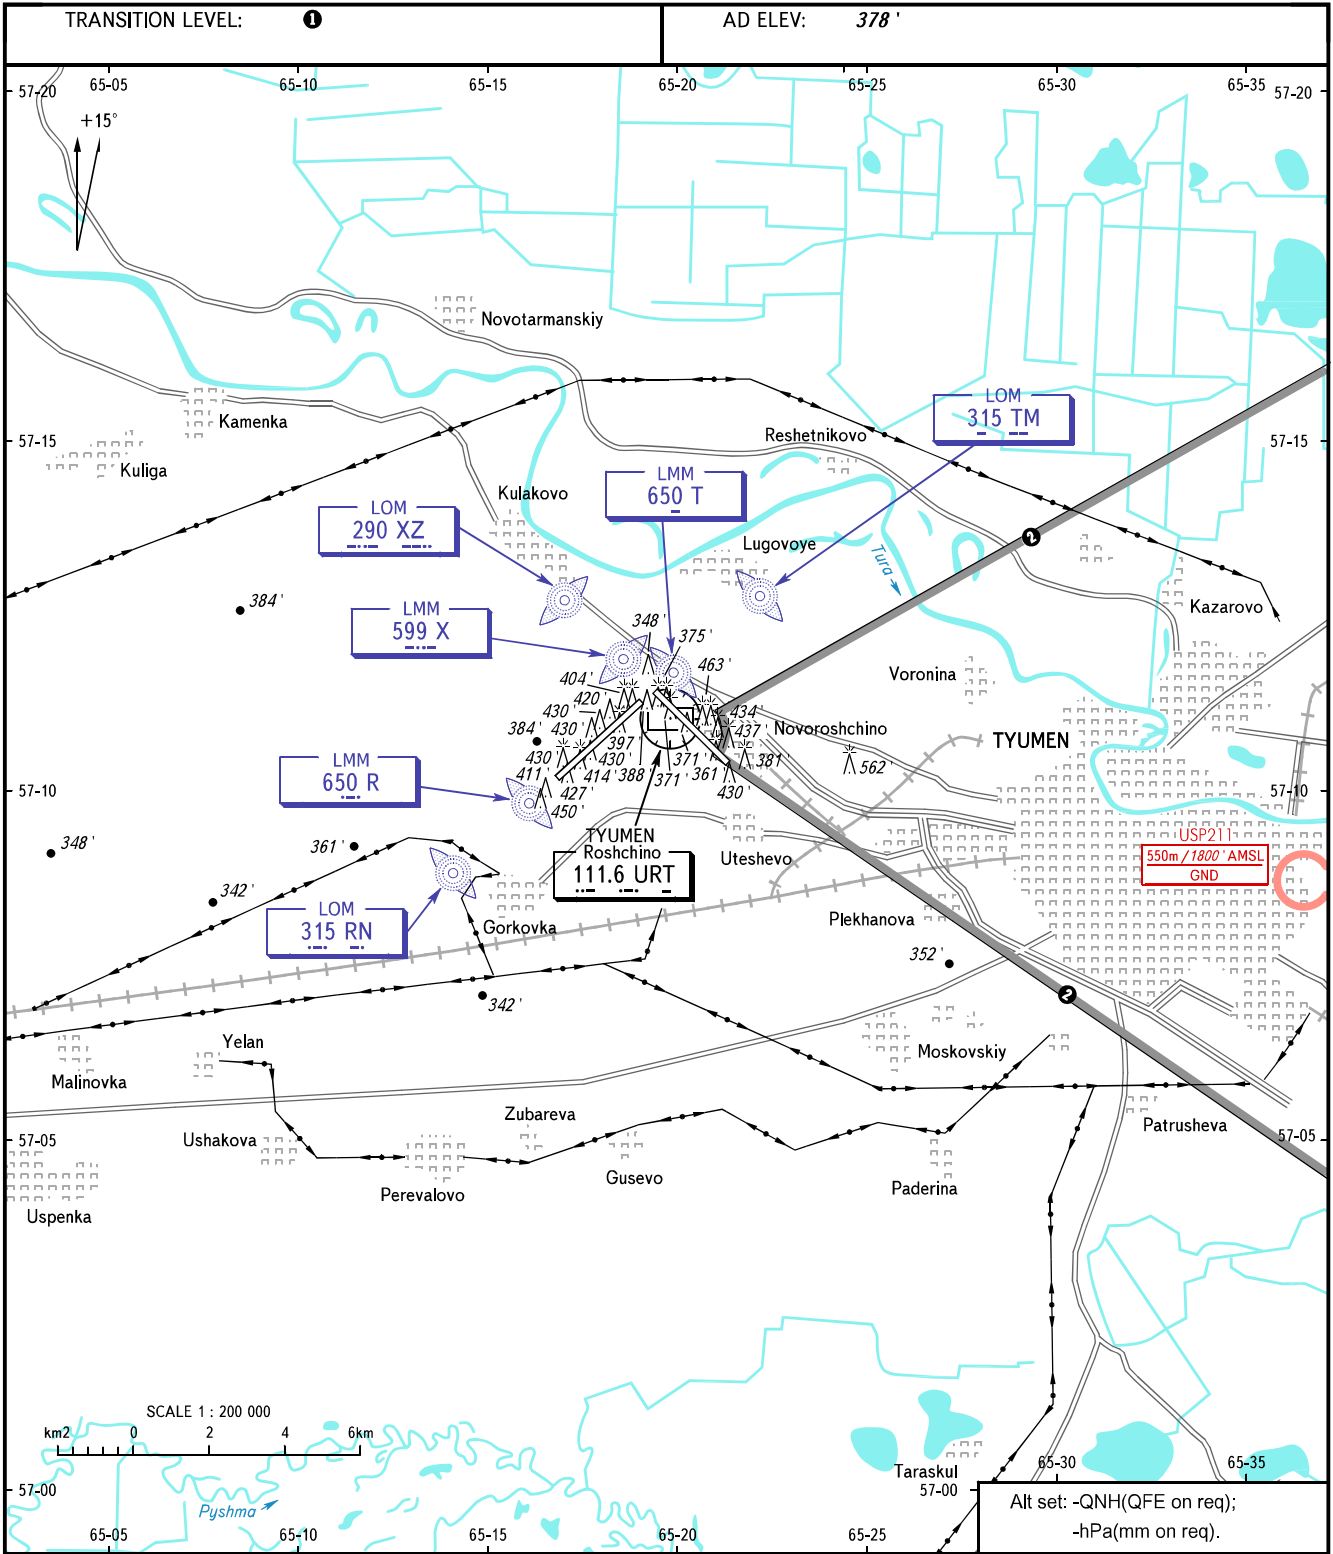 TRANSITION LEVEL: ❶
AD ELEV: 378'
65-05 65-10 65-15 65-20 65-25 65-30 65-35
57-20 57-20
+15°
Novotarmanskiy
Kamenka
LOM
315 TM
Reshetnikovo
57-15 57-15
Kuliga
LMM
650 T
Kulakovo
LOM
290 XZ
Lugovoye
❷
Tura
384'
Kazarovo
LMM
599 X
348'
375'
463'
Voronina
404'
420'
430'
434'
437'
Novoroshchino
TYUMEN
384'
430'
397'
430'
430'
371'
381'
562'
411'
414'
388'
371'
361'
427'
430'
450'
LMM
650 R
57-10 57-10
USP211
550m/1800' AMSL
GND
348'
361'
TYUMEN
Roshchino
111.6 URT
Uteshevo
342'
LOM
315 RN
Gorkovka
Plekhanova
352'
342'
❷
Yelan
Malinovka
Moskovskiy
Zubareva
Patrusheva
Ushakova
57-05 57-05
Gusevo
Perevalovo
Paderina
Uspenka
SCALE 1 : 200 000
km2 0 2 4 6km
Taraskul
65-30 65-35
57-00 57-00
Pyshma
Alt set: -QNH(QFE on req);
-hPa(mm on req).
65-05 65-10 65-15 65-20 65-25